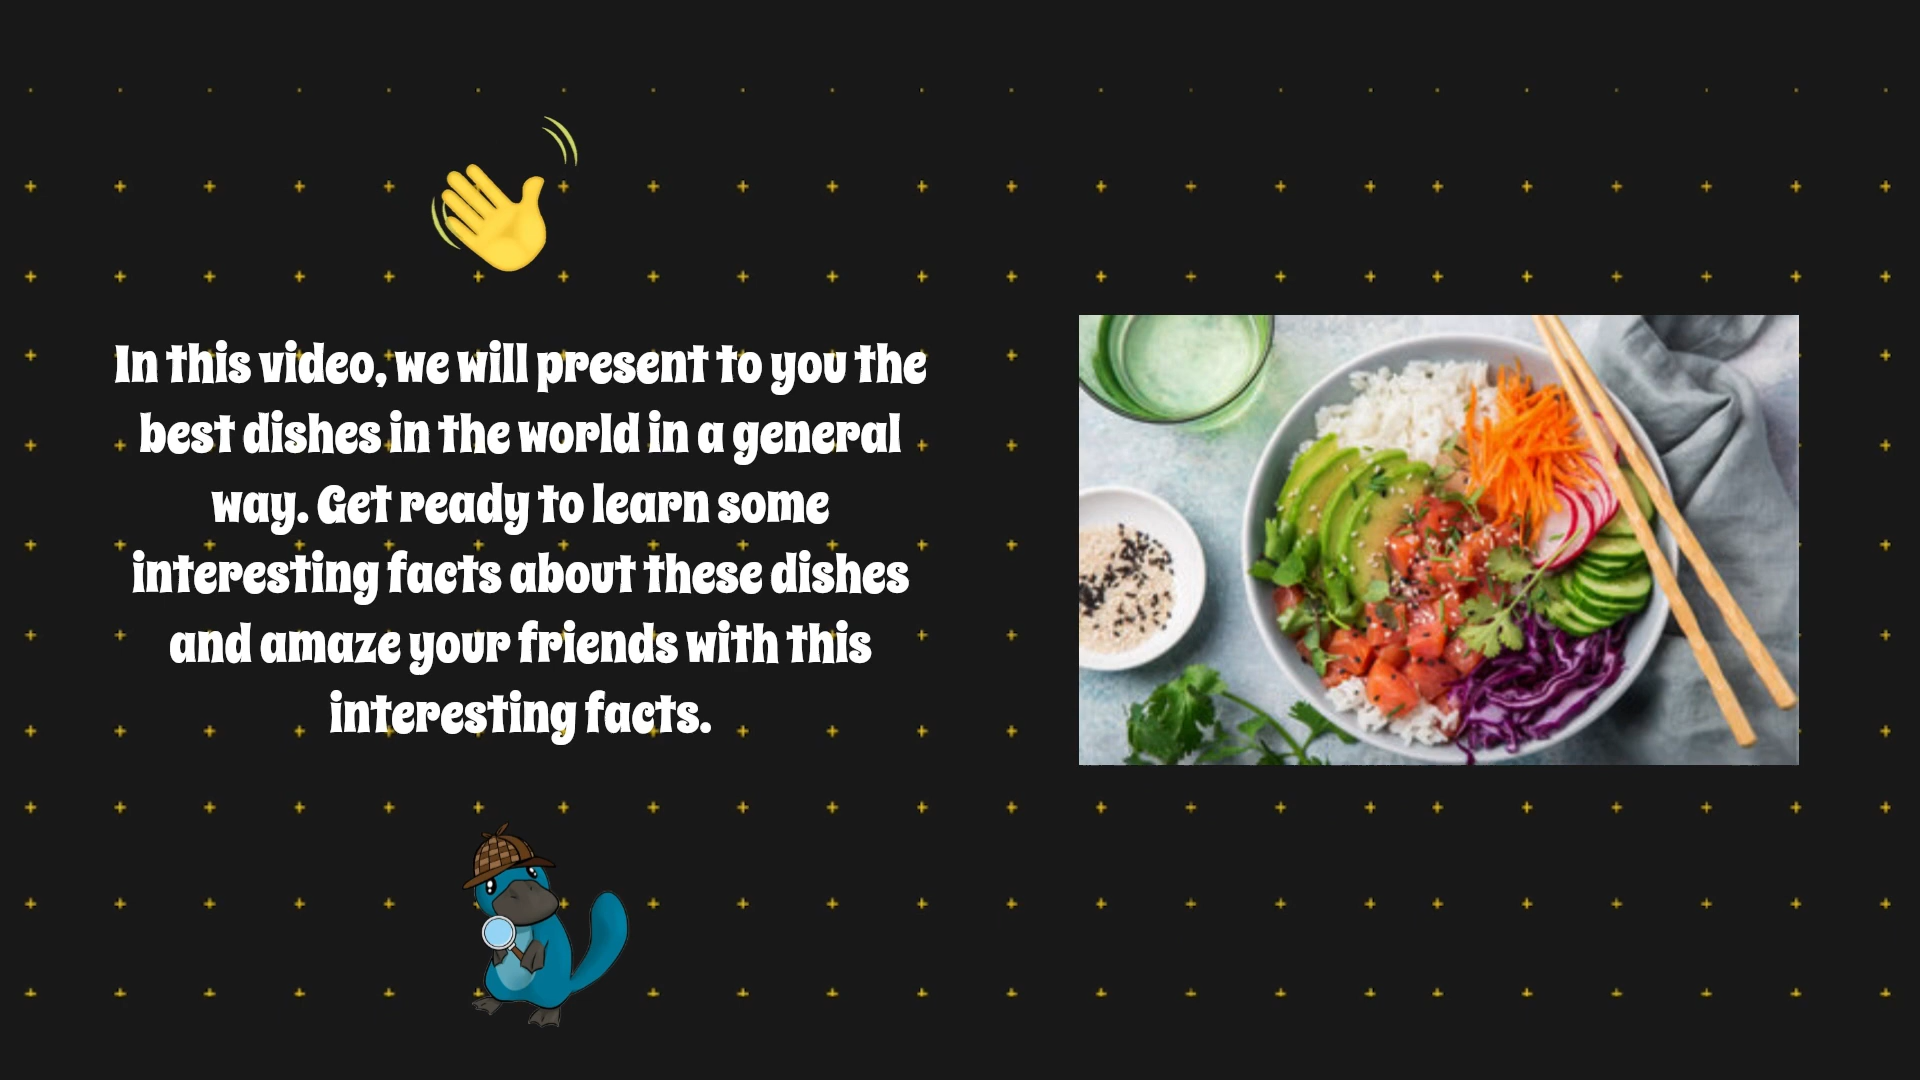 In this video, we will present to you the
best dishes in the world in a general
way. Get ready to learn some
interesting facts about these dishes
and amaze your friends with this
interesting facts.